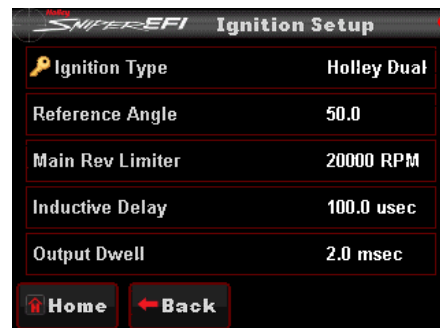 Holley
SNIPER EFI Ignition Setup
Ignition Type Holley Dual
Reference Angle 50.0
Main Rev Limiter 20000 RPM
Inductive Delay 100.0 usec
Output Dwell 2.0 msec
Home Back